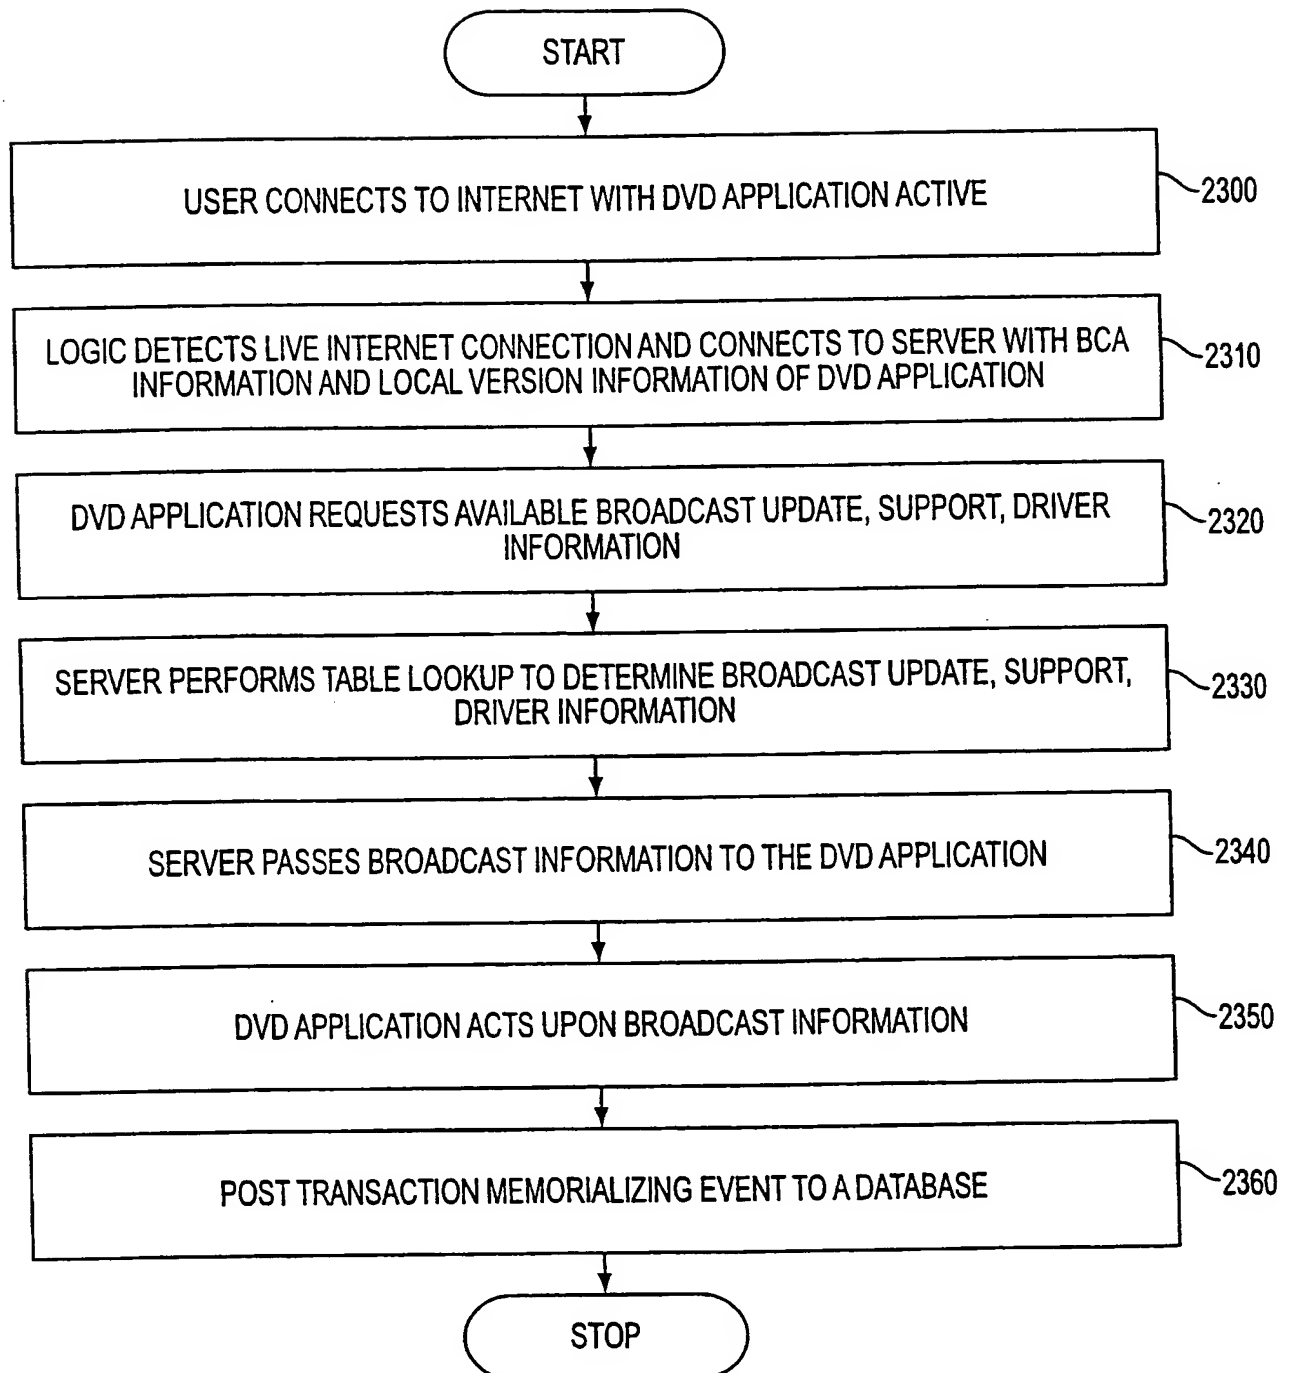 START
USER CONNECTS TO INTERNET WITH DVD APPLICATION ACTIVE
2300
LOGIC DETECTS LIVE INTERNET CONNECTION AND CONNECTS TO SERVER WITH BCA
INFORMATION AND LOCAL VERSION INFORMATION OF DVD APPLICATION
2310
DVD APPLICATION REQUESTS AVAILABLE BROADCAST UPDATE, SUPPORT, DRIVER
INFORMATION
2320
SERVER PERFORMS TABLE LOOKUP TO DETERMINE BROADCAST UPDATE, SUPPORT,
DRIVER INFORMATION
2330
SERVER PASSES BROADCAST INFORMATION TO THE DVD APPLICATION
2340
DVD APPLICATION ACTS UPON BROADCAST INFORMATION
2350
POST TRANSACTION MEMORIALIZING EVENT TO A DATABASE
2360
STOP